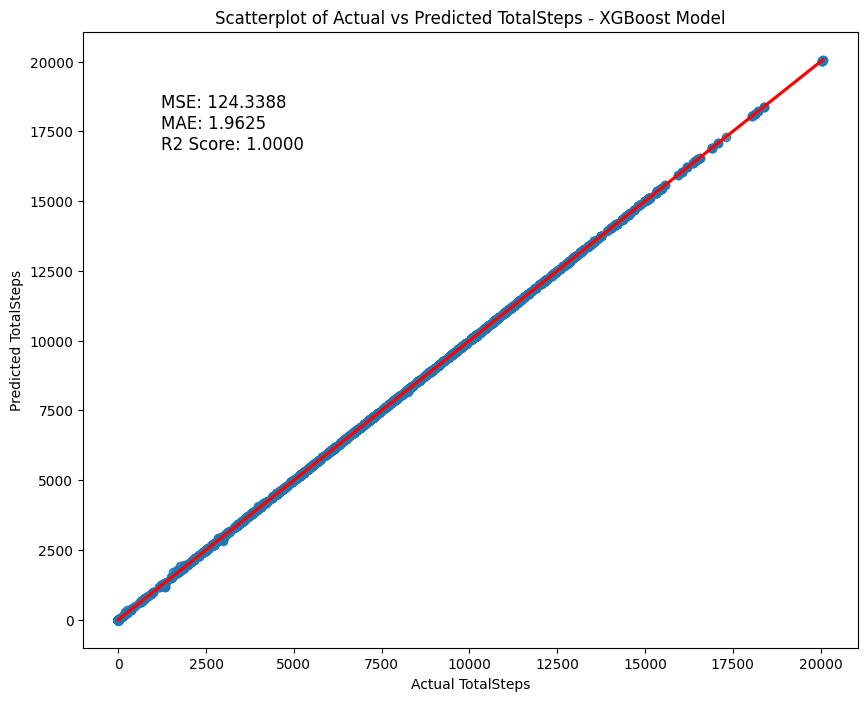 Scatterplot of Actual vs Predicted TotalSteps - XGBoost Model
20000
MSE: 124.3388
MAE: 1.9625
R2 Score: 1.0000
17500
15000
12500
10000
7500
5000
2500
0
Predicted TotalSteps
0 2500 5000 7500 10000 12500 15000 17500 20000
Actual TotalSteps